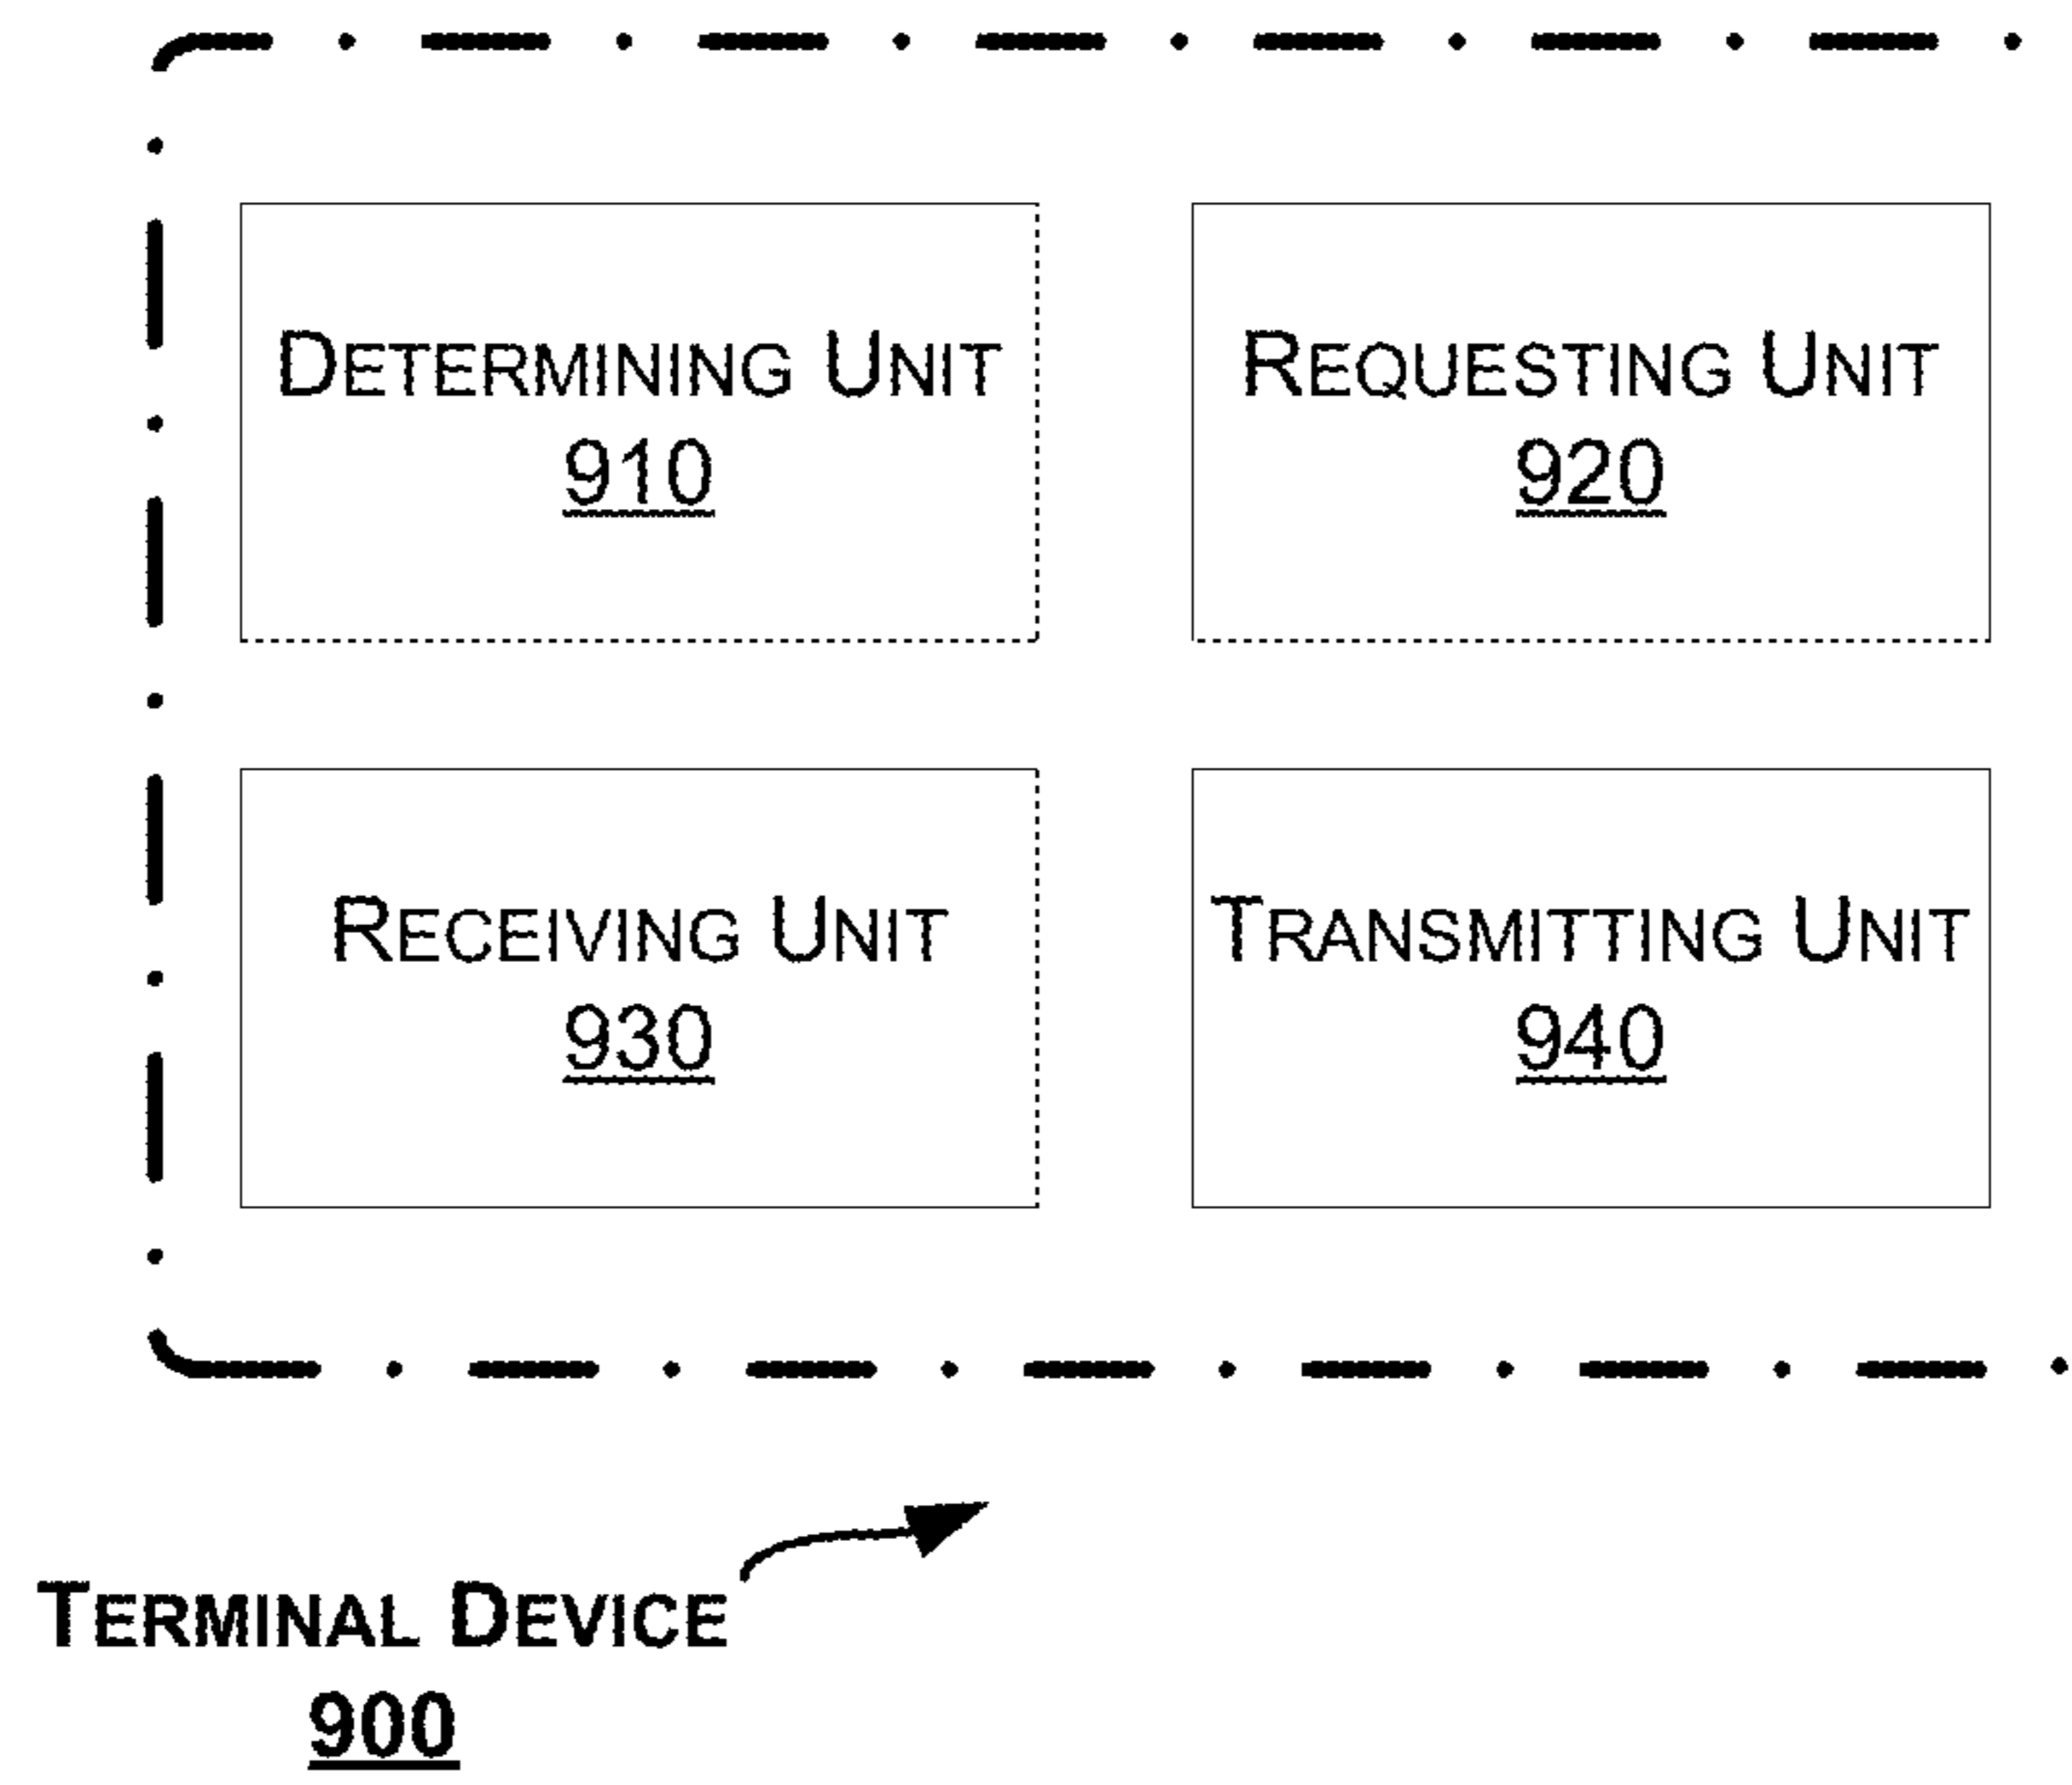 DETERMINING UNIT
910
REQUESTING UNIT
920
RECEIVING UNIT
930
TRANSMITTING UNIT
940
TERMINAL DEVICE
900